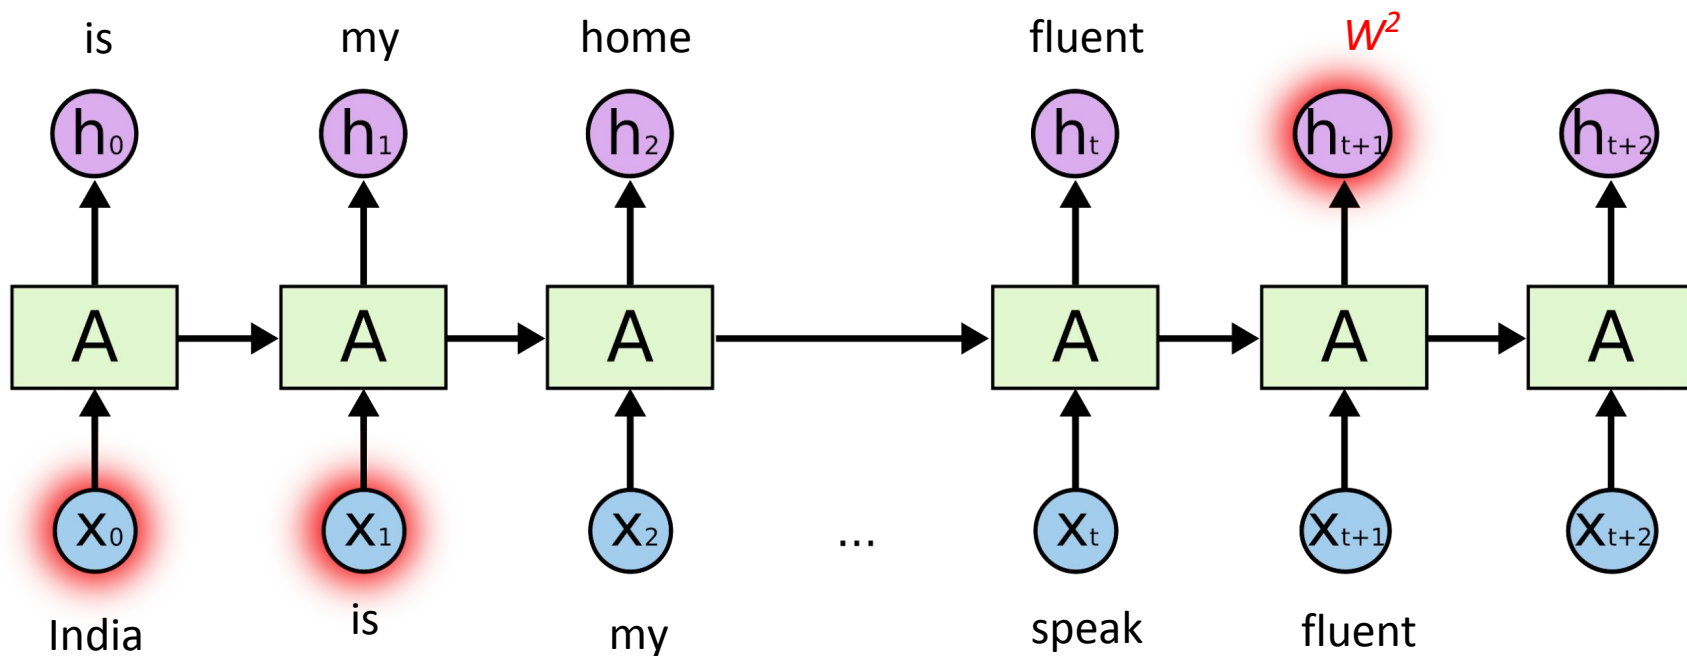 is my home fluent W²
h₀ h₁ h₂ hₜ hₜ₊₁ hₜ₊₂
A A A A A A
x₀ x₁ x₂ ... xₜ xₜ₊₁ xₜ₊₂
India is my speak fluent